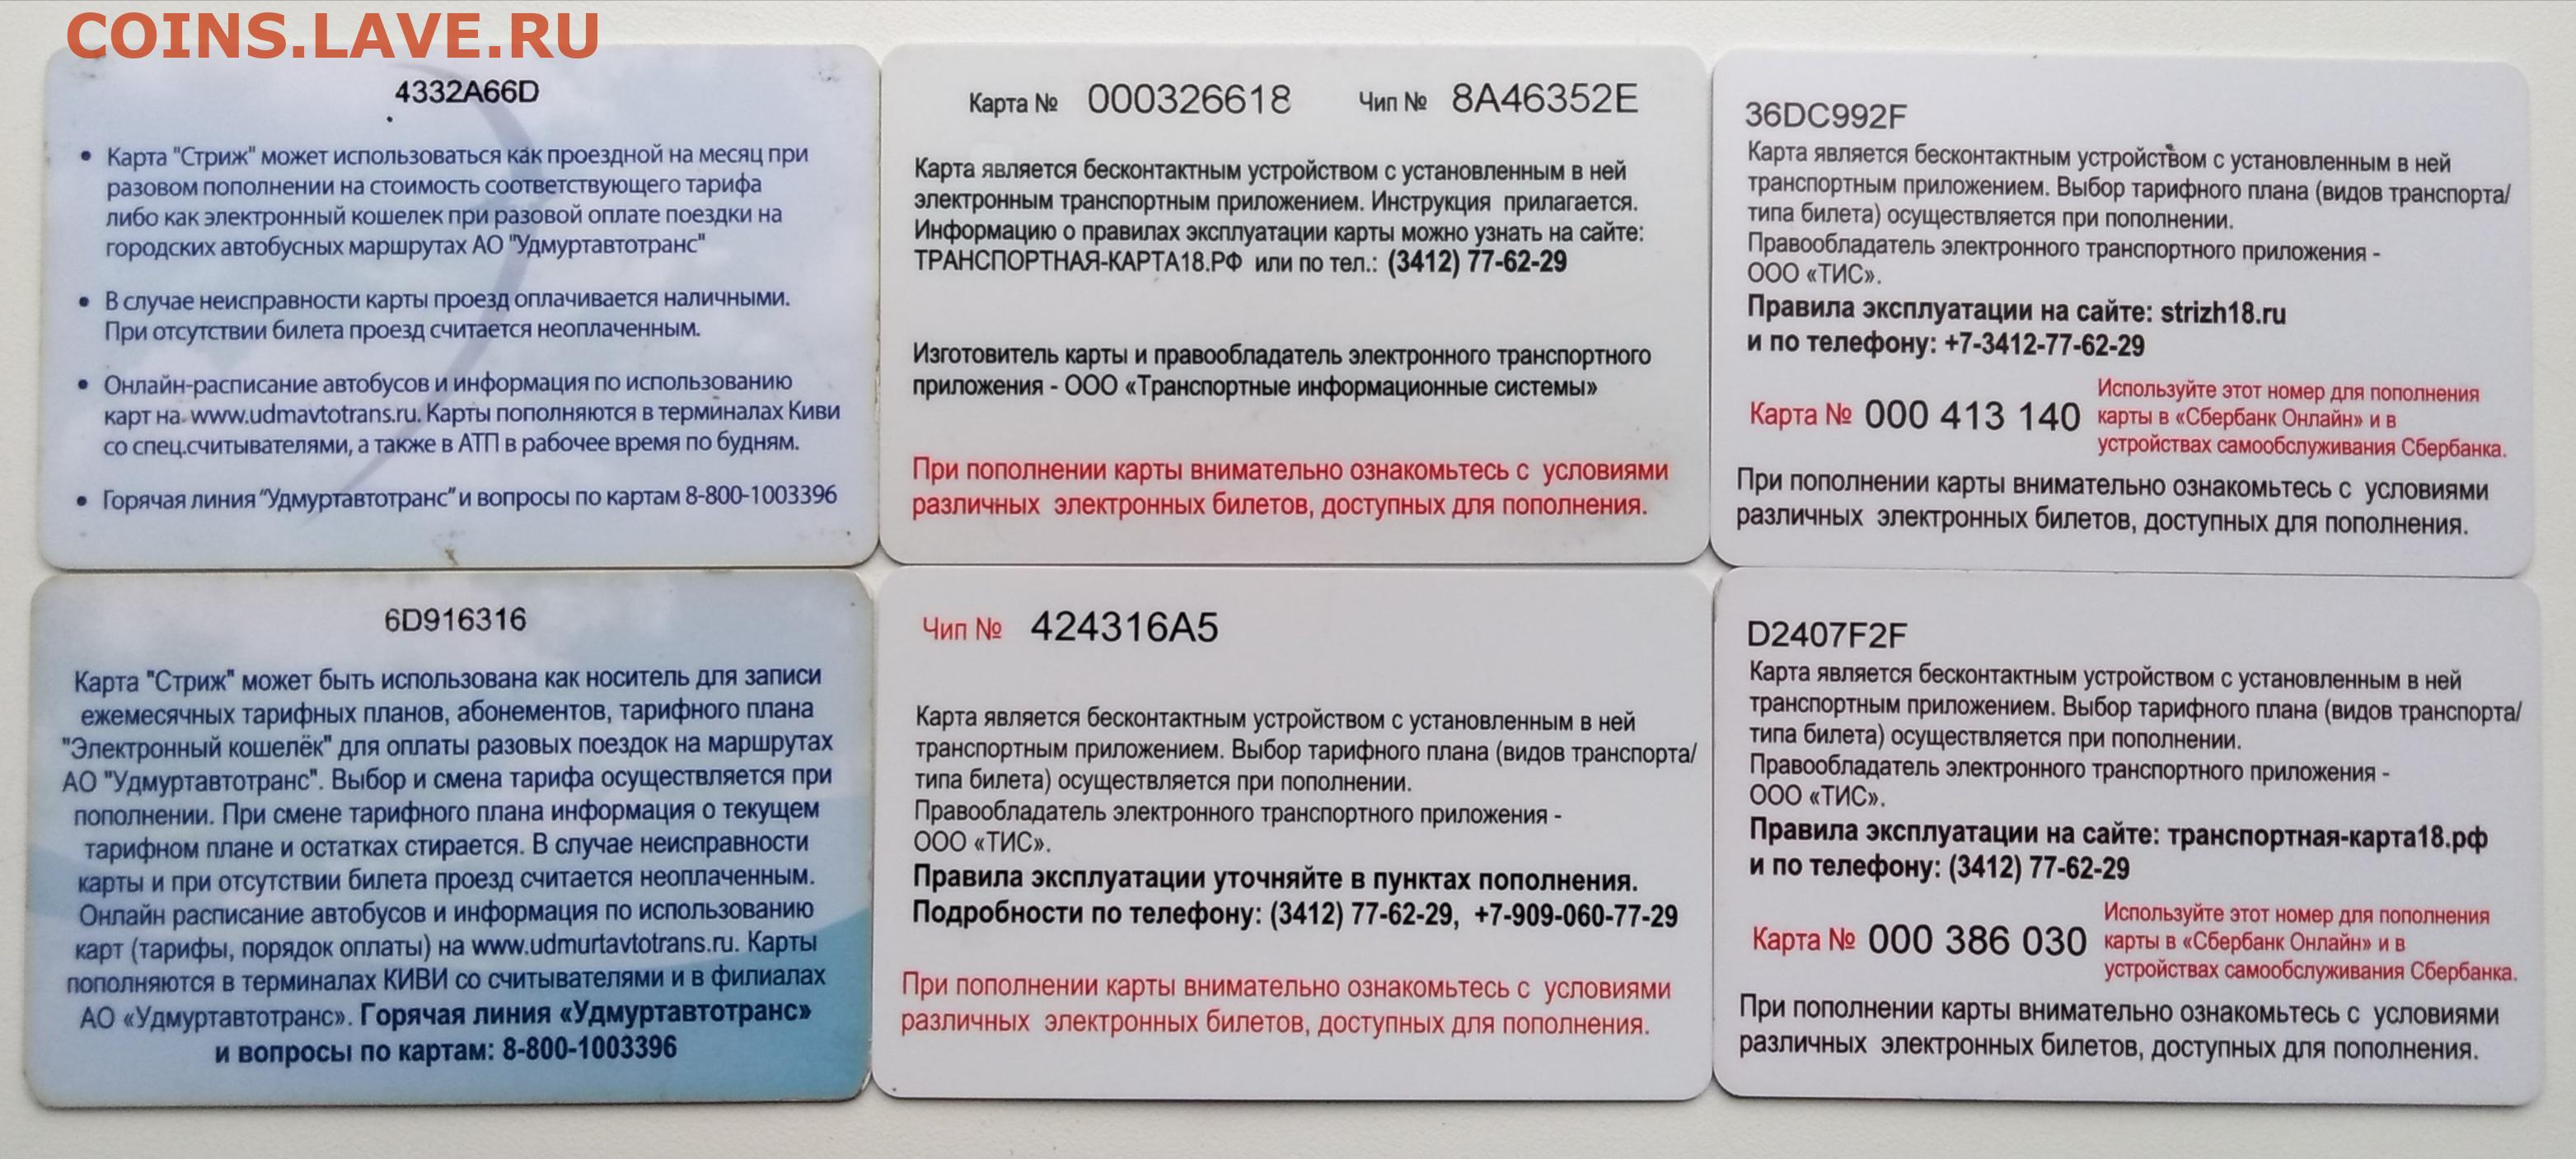 COINS.LAVE.RU
4332A66D
• Карта "Стриж" может использоваться как проездной на месяц при
разовом пополнении на стоимость соответствующего тарифа
либо как электронный кошелек при разовой оплате поездки на
городских автобусных маршрутах АО "Удмуртавтотранс"
• В случае неисправности карты проезд оплачивается наличными.
При отсутствии билета проезд считается неоплаченным.
• Онлайн-расписание автобусов и информация по использованию
карт на www.udmavtotrans.ru. Карты пополняются в терминалах Киви
со спец.считывателями, а также в АТП в рабочее время по будням.
• Горячая линия "Удмуртавтотранс" и вопросы по картам 8-800-1003396
Карта № 000326618 Чип № 8A46352E
Карта является бесконтактным устройством с установленным в ней
электронным транспортным приложением. Инструкция прилагается.
Информацию о правилах эксплуатации карты можно узнать на сайте:
ТРАНСПОРТНАЯ-КАРТА18.РФ или по тел.: (3412) 77-62-29
Изготовитель карты и правообладатель электронного транспортного
приложения - ООО «Транспортные информационные системы»
При пополнении карты внимательно ознакомьтесь с условиями
различных электронных билетов, доступных для пополнения.
36DC992F
Карта является бесконтактным устройством с установленным в ней
транспортным приложением. Выбор тарифного плана (видов транспорта/
типа билета) осуществляется при пополнении.
Правообладатель электронного транспортного приложения -
ООО «ТИС».
Правила эксплуатации на сайте: strizh18.ru
и по телефону: +7-3412-77-62-29
Карта № 000 413 140
Используйте этот номер для пополнения
карты в «Сбербанк Онлайн» и в
устройствах самообслуживания Сбербанка.
При пополнении карты внимательно ознакомьтесь с условиями
различных электронных билетов, доступных для пополнения.
6D916316
Карта "Стриж" может быть использована как носитель для записи
ежемесячных тарифных планов, абонементов, тарифного плана
"Электронный кошелёк" для оплаты разовых поездок на маршрутах
АО "Удмуртавтотранс". Выбор и смена тарифа осуществляется при
пополнении. При смене тарифного плана информация о текущем
тарифном плане и остатках стирается. В случае неисправности
карты и при отсутствии билета проезд считается неоплаченным.
Онлайн расписание автобусов и информация по использованию
карт (тарифы, порядок оплаты) на www.udmurtavtotrans.ru. Карты
пополняются в терминалах КИВИ со считывателями и в филиалах
АО «Удмуртавтотранс». Горячая линия «Удмуртавтотранс»
и вопросы по картам: 8-800-1003396
Чип № 424316A5
Карта является бесконтактным устройством с установленным в ней
транспортным приложением. Выбор тарифного плана (видов транспорта/
типа билета) осуществляется при пополнении.
Правообладатель электронного транспортного приложения -
ООО «ТИС».
Правила эксплуатации уточняйте в пунктах пополнения.
Подробности по телефону: (3412) 77-62-29, +7-909-060-77-29
При пополнении карты внимательно ознакомьтесь с условиями
различных электронных билетов, доступных для пополнения.
D2407F2F
Карта является бесконтактным устройством с установленным в ней
транспортным приложением. Выбор тарифного плана (видов транспорта/
типа билета) осуществляется при пополнении.
Правообладатель электронного транспортного приложения -
ООО «ТИС».
Правила эксплуатации на сайте: транспортная-карта18.рф
и по телефону: (3412) 77-62-29
Карта № 000 386 030
Используйте этот номер для пополнения
карты в «Сбербанк Онлайн» и в
устройствах самообслуживания Сбербанка.
При пополнении карты внимательно ознакомьтесь с условиями
различных электронных билетов, доступных для пополнения.